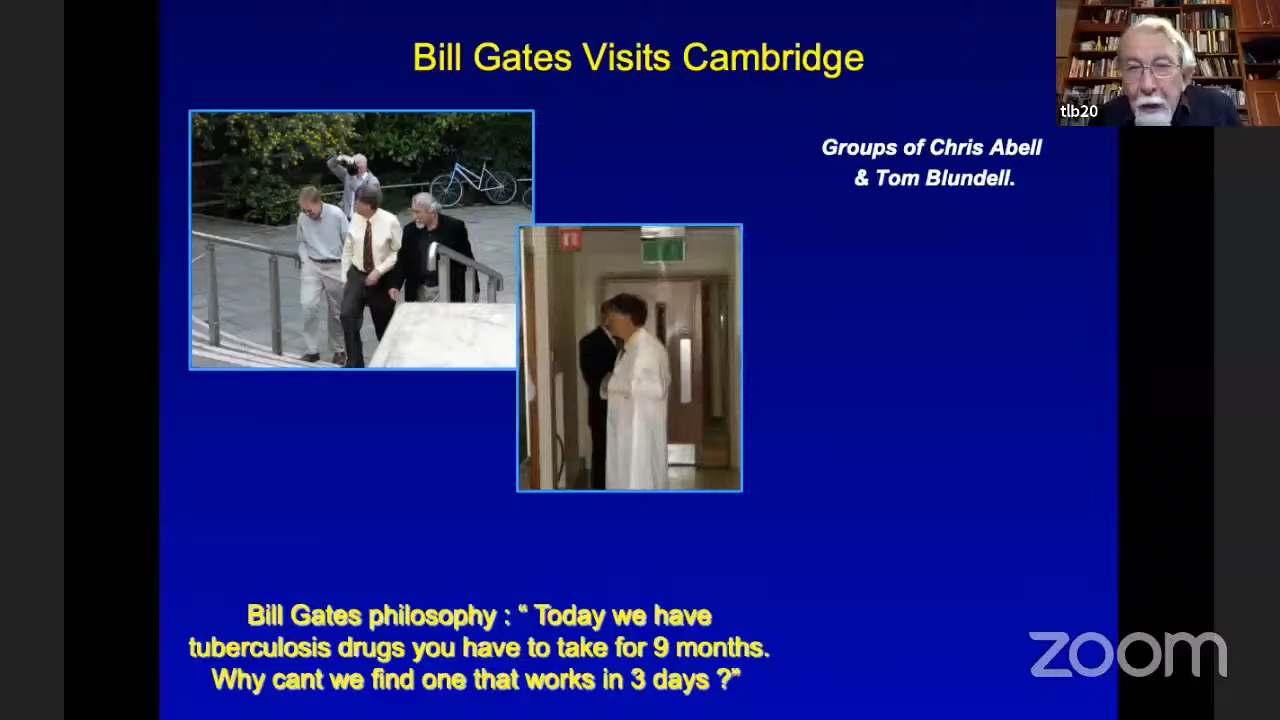 Bill Gates Visits Cambridge
tlb20
Groups of Chris Abell
& Tom Blundell.
Bill Gates philosophy : “ Today we have
tuberculosis drugs you have to take for 9 months.
Why cant we find one that works in 3 days ?”
zoom